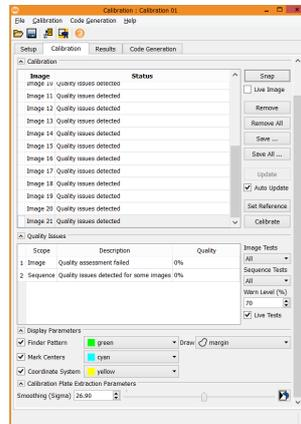 Calibration : Calibration 01
File Calibration Code Generation Help
Setup Calibration Results Code Generation
Calibration
Image Status
Image 10 Quality issues detected
Image 11 Quality issues detected
Image 12 Quality issues detected
Image 13 Quality issues detected
Image 14 Quality issues detected
Image 15 Quality issues detected
Image 16 Quality issues detected
Image 17 Quality issues detected
Image 18 Quality issues detected
Image 19 Quality issues detected
Image 20 Quality issues detected
Image 21 Quality issues detected
Snap
Live Image
Remove
Remove All
Save ...
Save All ...
Update
Auto Update
Set Reference
Calibrate
Quality Issues
Scope Description Quality
1 Image Quality assessment failed 0%
2 Sequence Quality issues detected for some images 0%
Image Tests
All
Sequence Tests
All
Warn Level (%)
70
Live Tests
Display Parameters
Finder Pattern green Draw margin
Mark Centers cyan
Coordinate System yellow
Calibration Plate Extraction Parameters
Smoothing (Sigma) 26.90